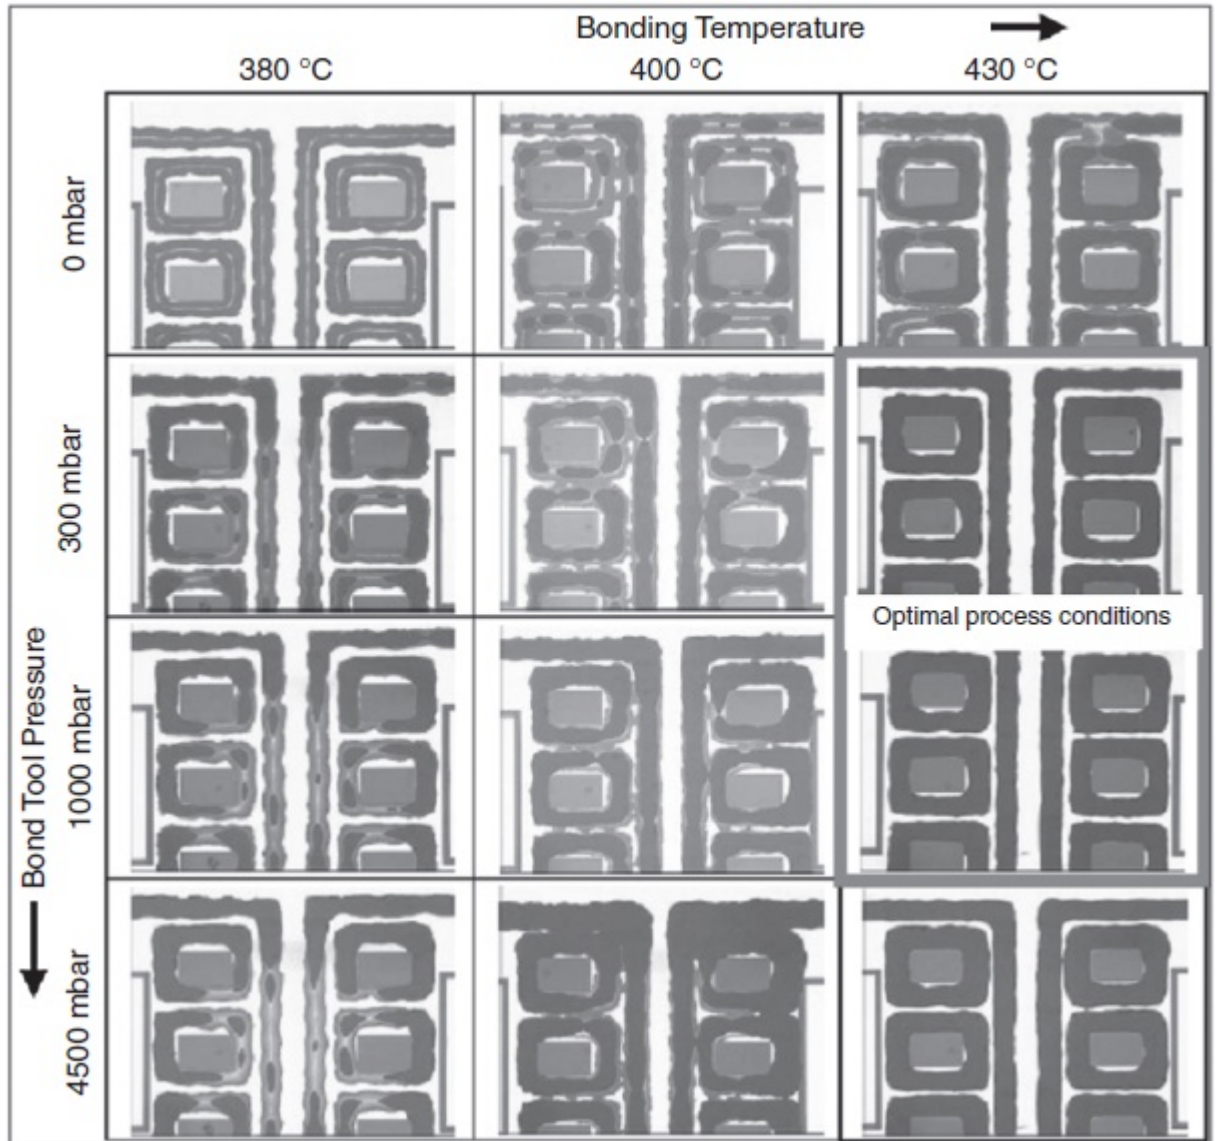 Bonding Temperature
380 °C
400 °C
430 °C
0 mbar
300 mbar
Optimal process conditions
1000 mbar
4500 mbar
Bond Tool Pressure